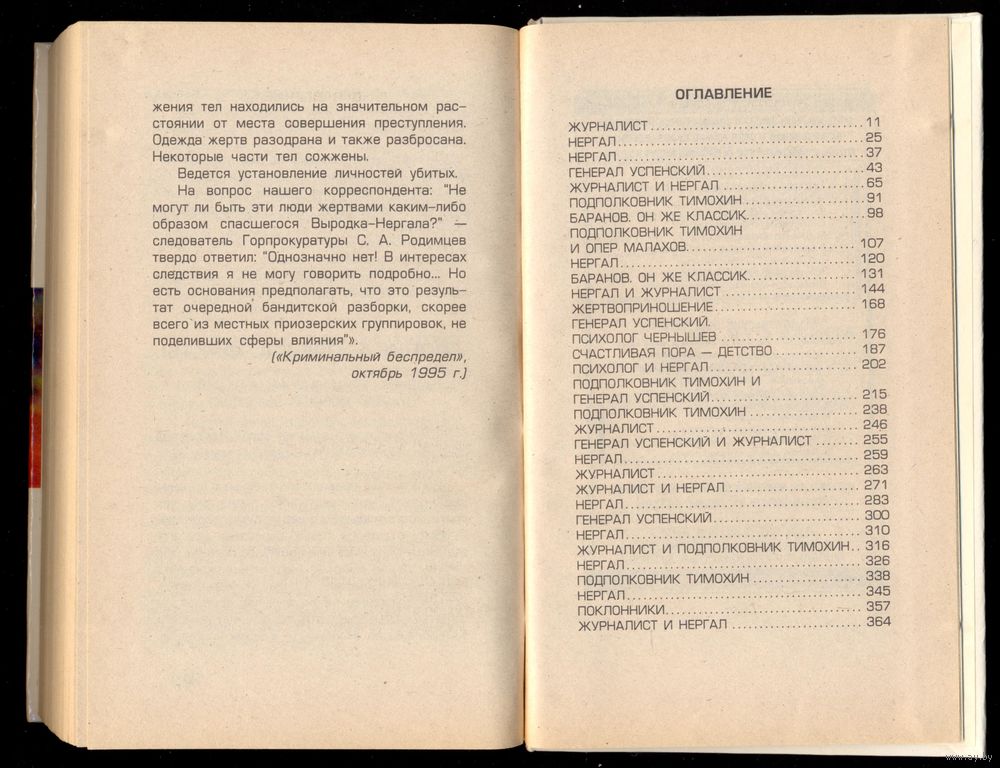 жения тел находились на значительном рас–
стоянии от места совершения преступления.
Одежда жертв разодрана и также разбросана.
Некоторые части тел сожжены.
Ведется установление личностей убитых.
На вопрос нашего корреспондента: "Не
могут ли быть эти люди жертвами каким–либо
образом спасшегося Выродка–Нергала?" —
следователь Горпрокуратуры С. А. Родимцев
твердо ответил: "Однозначно нет! В интересах
следствия я не могу говорить подробно... Но
есть основания предполагать, что это резуль–
тат очередной бандитской разборки, скорее
всего из местных приозерских группировок, не
поделивших сферы влияния"».
(«Криминальный беспредел»,
октябрь 1995 г.)
ОГЛАВЛЕНИЕ
ЖУРНАЛИСТ 11
НЕРГАЛ 25
НЕРГАЛ 37
ГЕНЕРАЛ УСПЕНСКИЙ 43
ЖУРНАЛИСТ И НЕРГАЛ 65
ПОДПОЛКОВНИК ТИМОХИН 91
БАРАНОВ. ОН ЖЕ КЛАССИК 98
ПОДПОЛКОВНИК ТИМОХИН
И ОПЕР МАЛАХОВ 107
НЕРГАЛ 120
БАРАНОВ. ОН ЖЕ КЛАССИК 131
НЕРГАЛ И ЖУРНАЛИСТ 144
ЖЕРТВОПРИНОШЕНИЕ 168
ГЕНЕРАЛ УСПЕНСКИЙ.
ПСИХОЛОГ ЧЕРНЫШЕВ 176
СЧАСТЛИВАЯ ПОРА — ДЕТСТВО 187
ПСИХОЛОГ И НЕРГАЛ 202
ПОДПОЛКОВНИК ТИМОХИН И
ГЕНЕРАЛ УСПЕНСКИЙ 215
ПОДПОЛКОВНИК ТИМОХИН 238
ЖУРНАЛИСТ 246
ГЕНЕРАЛ УСПЕНСКИЙ И ЖУРНАЛИСТ 255
НЕРГАЛ 259
ЖУРНАЛИСТ 263
ЖУРНАЛИСТ И НЕРГАЛ 271
НЕРГАЛ 283
ГЕНЕРАЛ УСПЕНСКИЙ 300
НЕРГАЛ 310
ЖУРНАЛИСТ И ПОДПОЛКОВНИК ТИМОХИН 316
НЕРГАЛ 326
ПОДПОЛКОВНИК ТИМОХИН 338
НЕРГАЛ 345
ПОКЛОННИКИ 357
ЖУРНАЛИСТ И НЕРГАЛ 364
www.ay.by